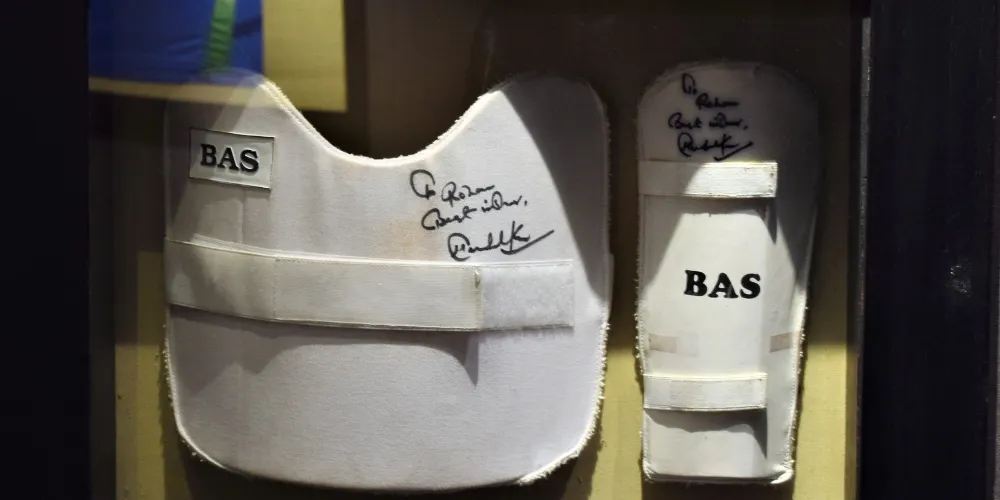 BAS
To Rohan
Best wishes,
To
Rohan
Best wishes,
BAS